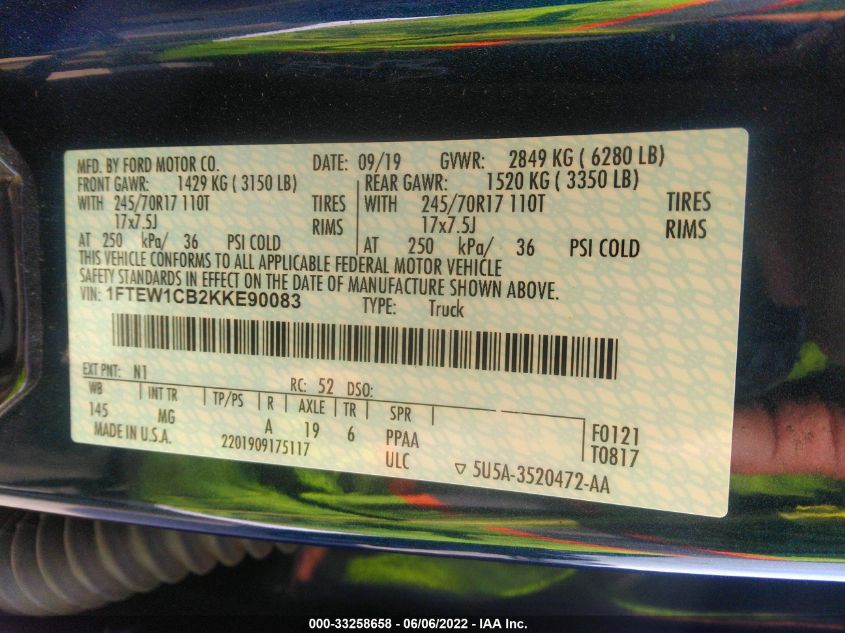 MFD. BY FORD MOTOR CO. DATE: 09/19 GVWR: 2849 KG ( 6280 LB)
FRONT GAWR: 1429 KG ( 3150 LB) REAR GAWR: 1520 KG ( 3350 LB)
WITH 245/70R17 110T TIRES WITH 245/70R17 110T TIRES
17x7.5J RIMS 17x7.5J RIMS
AT 250 kPa/ 36 PSI COLD AT 250 kPa/ 36 PSI COLD
THIS VEHICLE CONFORMS TO ALL APPLICABLE FEDERAL MOTOR VEHICLE
SAFETY STANDARDS IN EFFECT ON THE DATE OF MANUFACTURE SHOWN ABOVE.
VIN: 1FTEW1CB2KKE90083 TYPE: Truck
EXT PNT: N1 RC: 52 DSO:
WB INT TR TP/PS R AXLE TR SPR
145 MG A 19 6 PPAA F0121
MADE IN U.S.A. 2201909175117 ULC ▽ 5U5A-3520472-AA T0817
000-33258658 - 06/06/2022 - IAA Inc.